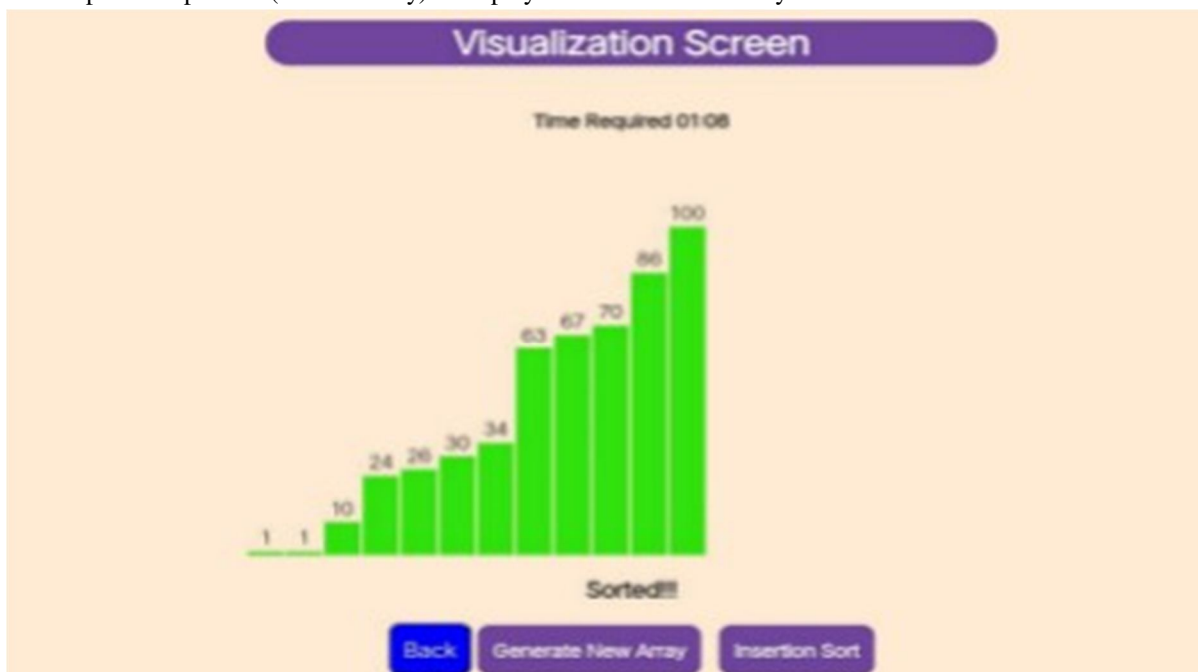 Visualization Screen
Time Required 01:08
100
86
63 67 70
24 26 30 34
10
1 1
Sorted!!!
Back Generate New Array Insertion Sort